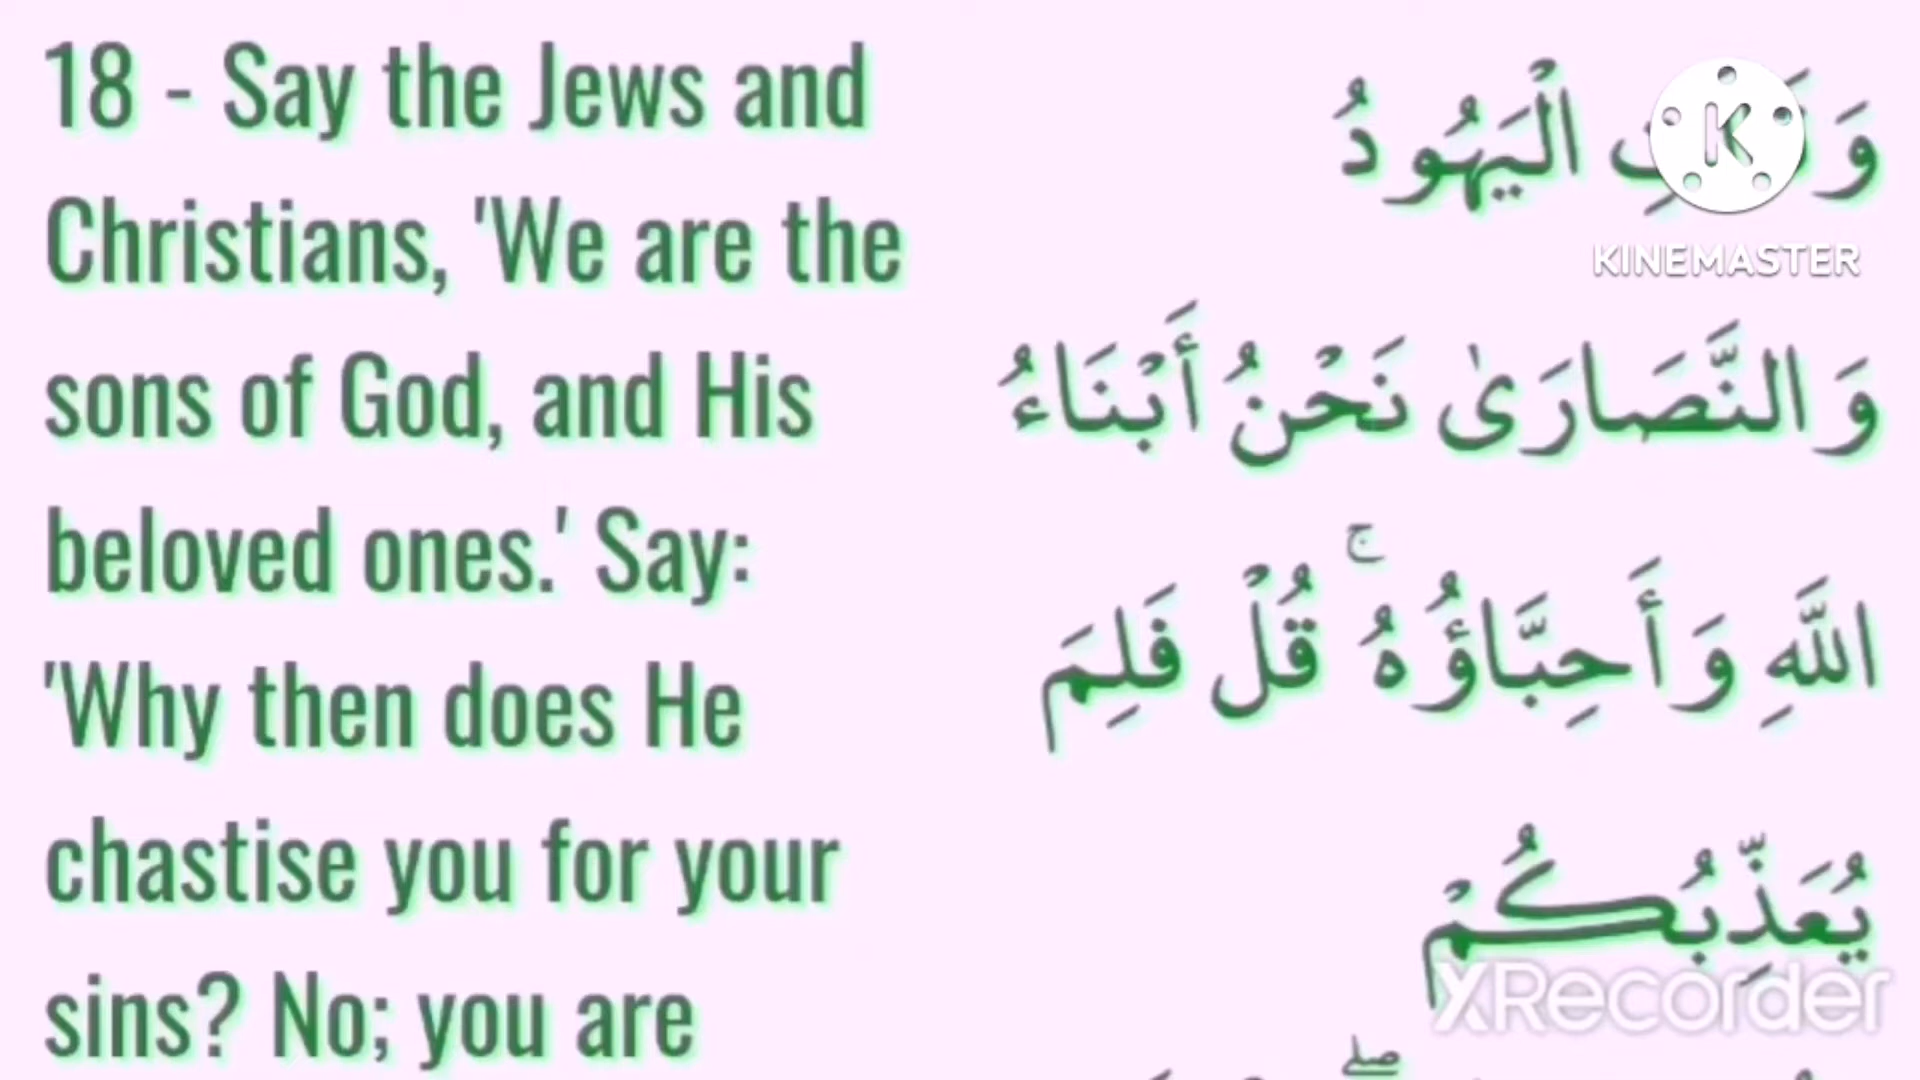 18 - Say the Jews and
Christians, 'We are the
sons of God, and His
beloved ones.' Say:
'Why then does He
chastise you for your
sins? No; you are
الْيَهُودُ
وَالنَّصَارَىٰ نَحْنُ أَبْنَاءُ
اللَّهِ وَأَحِبَّاؤُهُ ۚ قُلْ فَلِمَ
يُعَذِّبُكُمْ
K
KINEMASTER
XRecorder